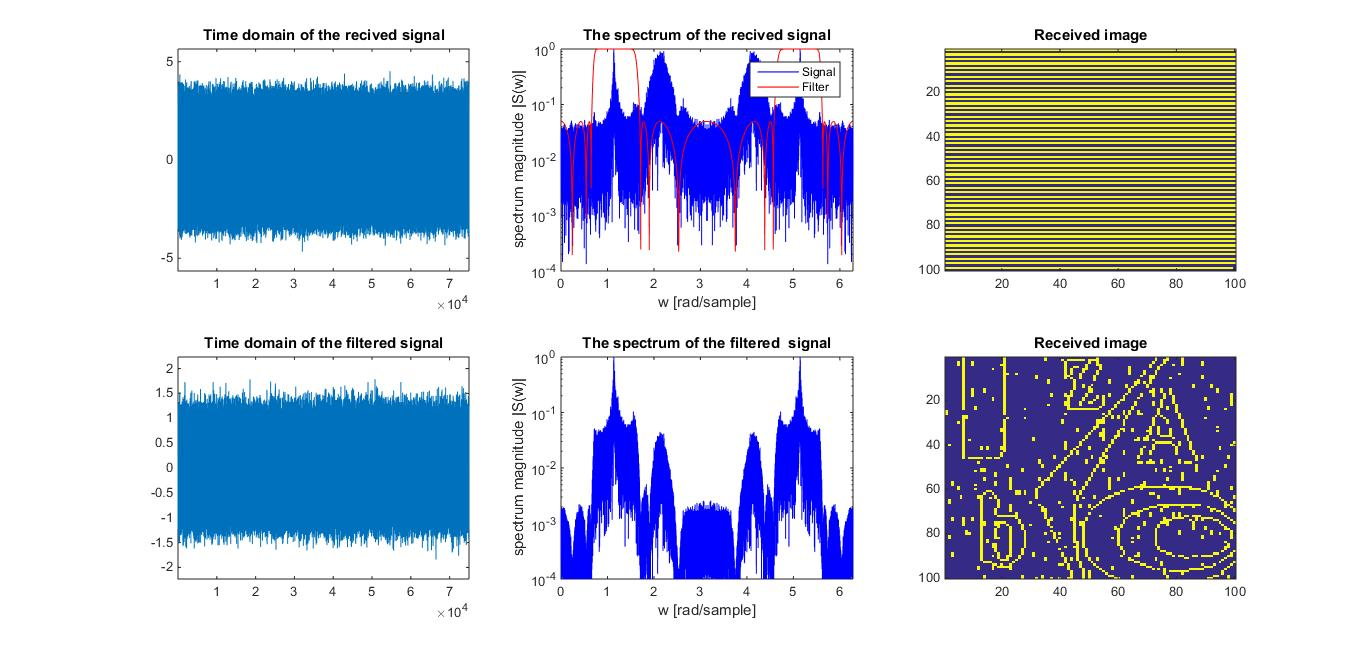 Time domain of the recived signal
5
0
-5
1 2 3 4 5 6 7
×10^4
The spectrum of the recived signal
spectrum magnitude |S(w)|
10^0
10^-1
10^-2
10^-3
10^-4
Signal
Filter
0 1 2 3 4 5 6
w [rad/sample]
Received image
20
40
60
80
100
20 40 60 80 100
Time domain of the filtered signal
2
1.5
1
0.5
0
-0.5
-1
-1.5
-2
1 2 3 4 5 6 7
×10^4
The spectrum of the filtered  signal
spectrum magnitude |S(w)|
10^0
10^-1
10^-2
10^-3
10^-4
0 1 2 3 4 5 6
w [rad/sample]
Received image
20
40
60
80
100
A
20 40 60 80 100